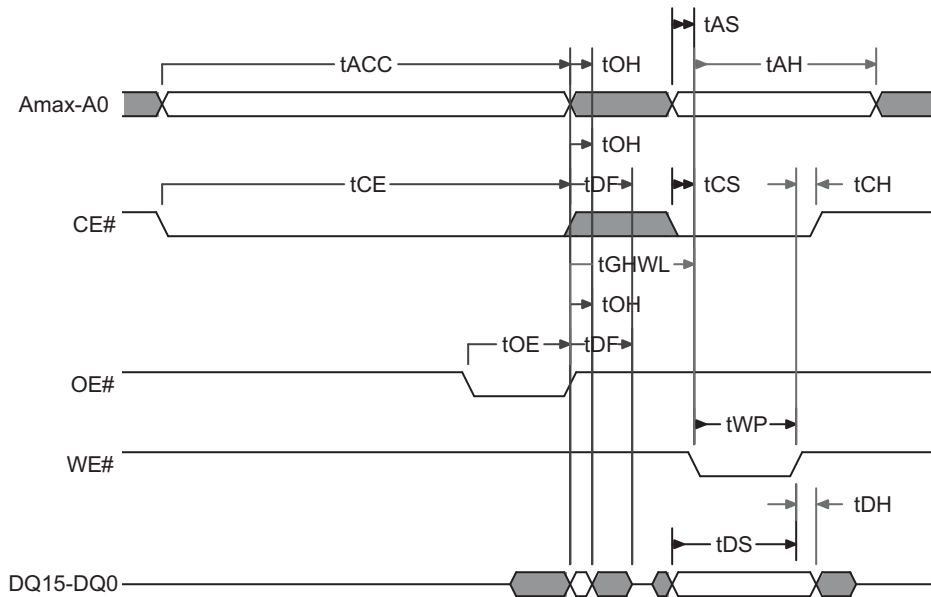 tAS
tACC tOH tAH
Amax-A0
tOH
tCE tDF tCS tCH
CE#
tGHWL
tOH
tOE tDF
OE#
tWP
WE#
tDH
tDS
DQ15-DQ0